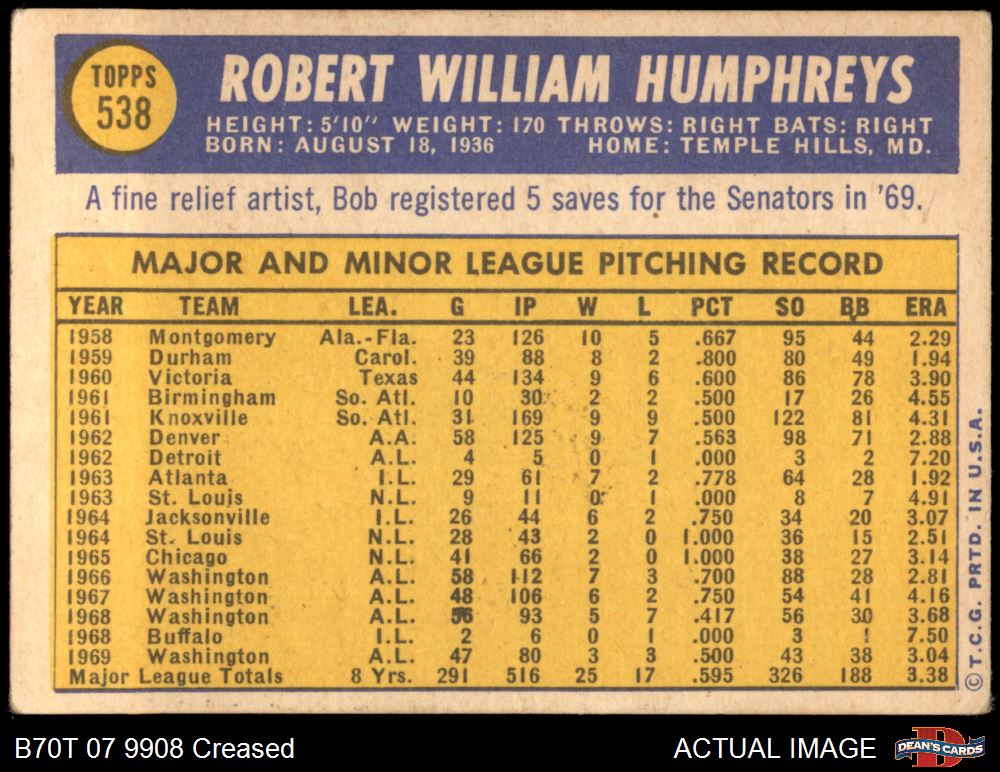 TOPPS
538
ROBERT WILLIAM HUMPHREYS
HEIGHT: 5'10" WEIGHT: 170 THROWS: RIGHT BATS: RIGHT
BORN: AUGUST 18, 1936 HOME: TEMPLE HILLS, MD.
A fine relief artist, Bob registered 5 saves for the Senators in '69.
MAJOR AND MINOR LEAGUE PITCHING RECORD
YEAR TEAM LEA. G IP W L PCT SO BB ERA
1958 Montgomery Ala.-Fla. 23 126 10 5 .667 95 44 2.29
1959 Durham Carol. 39 88 8 2 .800 80 49 1.94
1960 Victoria Texas 44 134 9 6 .600 86 78 3.90
1961 Birmingham So. Atl. 10 30 2 2 .500 17 26 4.55
1961 Knoxville So. Atl. 31 169 9 9 .500 122 81 4.31
1962 Denver A.A. 58 125 9 7 .563 98 71 2.88
1962 Detroit A.L. 4 5 0 1 .000 3 2 7.20
1963 Atlanta I.L. 29 61 7 2 .778 64 28 1.92
1963 St. Louis N.L. 9 11 0 1 .000 8 7 4.91
1964 Jacksonville I.L. 26 44 6 2 .750 34 20 3.07
1964 St. Louis N.L. 28 43 2 0 1.000 36 15 2.51
1965 Chicago N.L. 41 66 2 0 1.000 38 27 3.14
1966 Washington A.L. 58 112 7 3 .700 88 28 2.81
1967 Washington A.L. 48 106 6 2 .750 54 41 4.16
1968 Washington A.L. 56 93 5 7 .417 56 30 3.68
1968 Buffalo I.L. 2 6 0 1 .000 3 1 7.50
1969 Washington A.L. 47 80 3 3 .500 43 38 3.04
Major League Totals 8 Yrs. 291 516 25 17 .595 326 188 3.38
©T.C.G. PRTD. IN U.S.A.
B70T 07 9908 Creased ACTUAL IMAGE DEAN'S CARDS